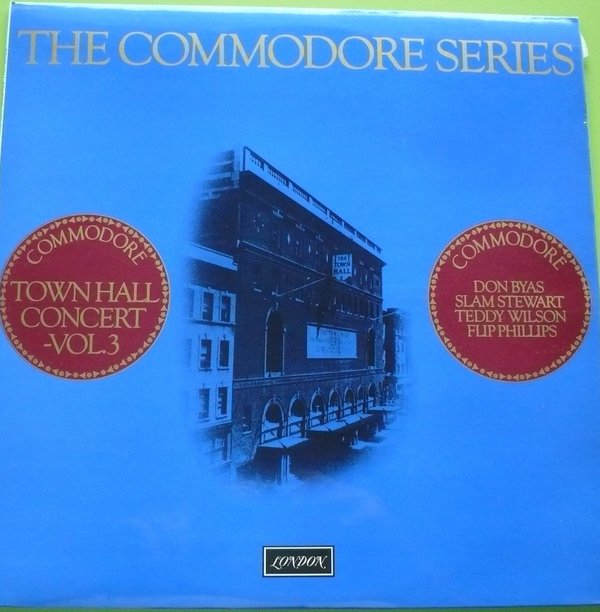 THE COMMODORE SERIES
COMMODORE
TOWN HALL
CONCERT
-VOL.3
THE
TOWN
HALL
COMMODORE
DON BYAS
SLAM STEWART
TEDDY WILSON
FLIP PHILLIPS
LONDON